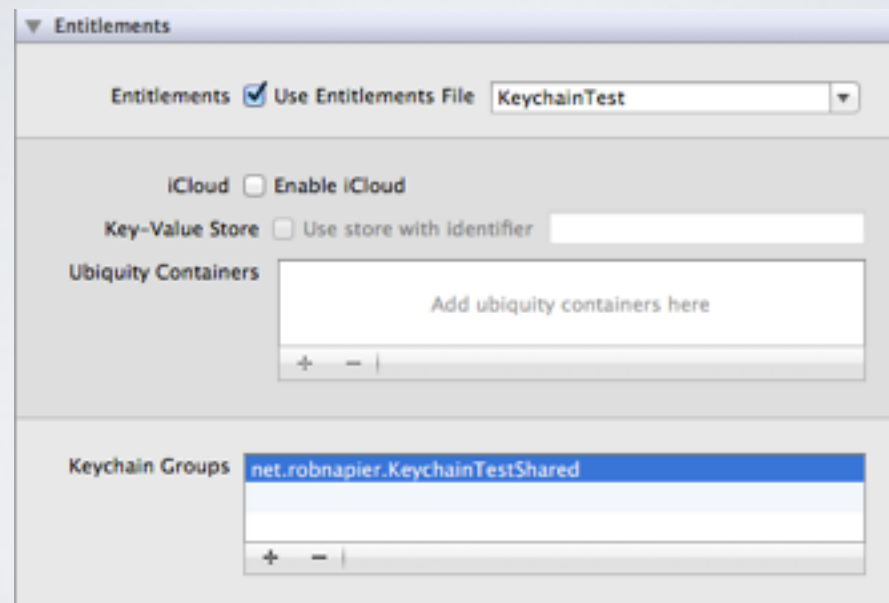 Entitlements
Entitlements Use Entitlements File KeychainTest
iCloud Enable iCloud
Key-Value Store Use store with identifier
Ubiquity Containers
Add ubiquity containers here
+ −
Keychain Groups net.robnapier.KeychainTestShared
+ −